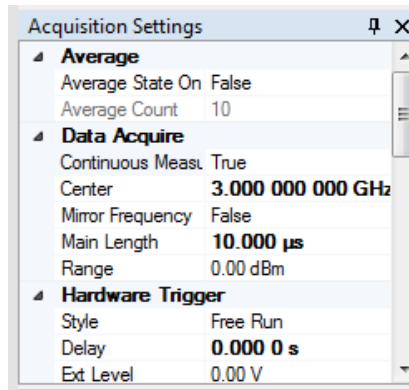 Acquisition Settings
Average
Average State On False
Average Count 10
Data Acquire
Continuous Measu True
Center 3.000 000 000 GHz
Mirror Frequency False
Main Length 10.000 µs
Range 0.00 dBm
Hardware Trigger
Style Free Run
Delay 0.000 0 s
Ext Level 0.00 V